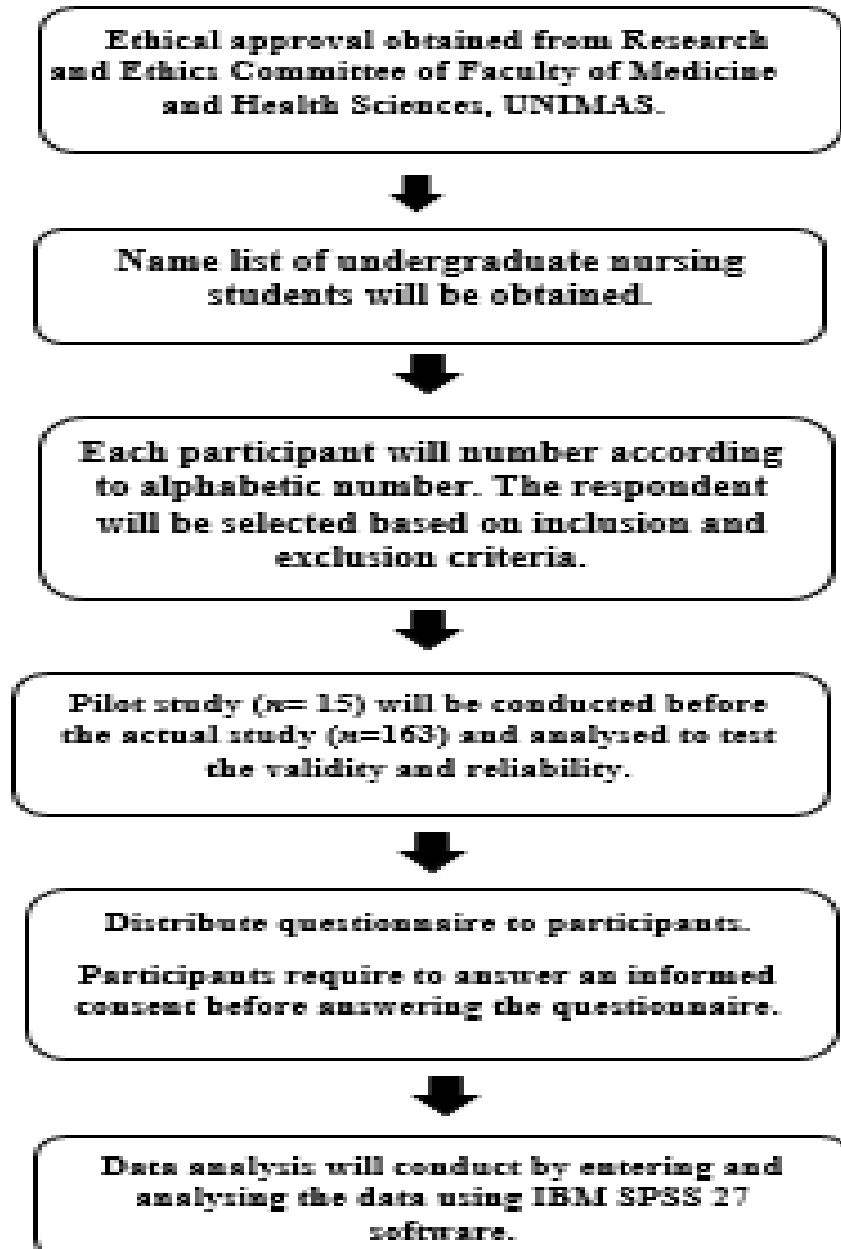 Ethical approval obtained from Research
and Ethics Committee of Faculty of Medicine
and Health Sciences, UNIMAS.
Name list of undergraduate nursing
students will be obtained.
Each participant will number according
to alphabetic number. The respondent
will be selected based on inclusion and
exclusion criteria.
Pilot study (n= 15) will be conducted before
the actual study (n=163) and analysed to test
the validity and reliability.
Distribute questionnaire to participants.
Participants require to answer an informed
consent before answering the questionnaire.
Data analysis will conduct by entering and
analysing the data using IBM SPSS 27
software.